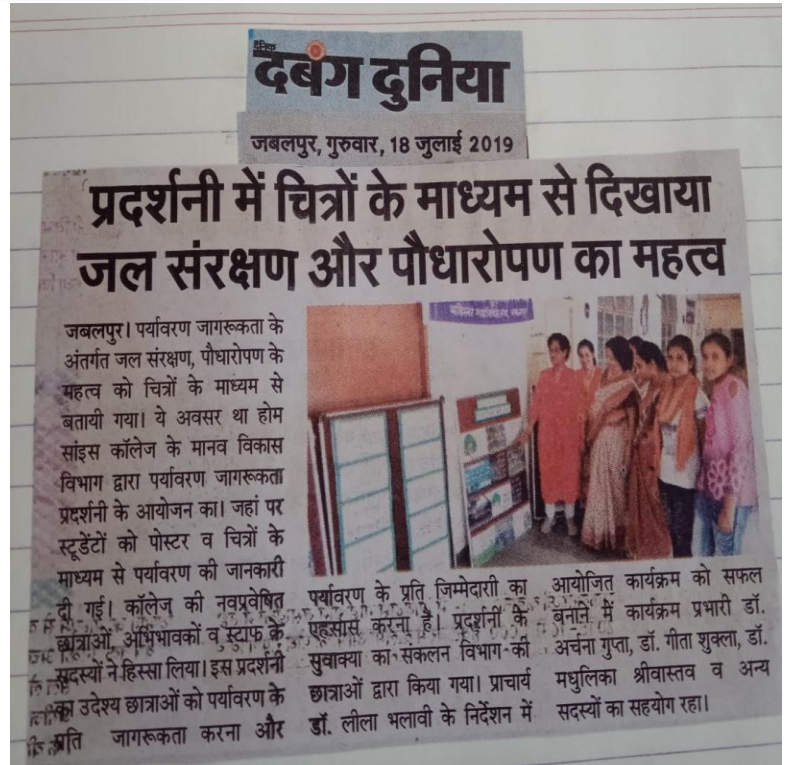 दैनिक
दबंग दुनिया
जबलपुर, गुरुवार, 18 जुलाई 2019
प्रदर्शनी में चित्रों के माध्यम से दिखाया
जल संरक्षण और पौधारोपण का महत्व
जबलपुर। पर्यावरण जागरूकता के
अंतर्गत जल संरक्षण, पौधारोपण के
महत्व को चित्रों के माध्यम से
बतायी गया। ये अवसर था होम
सांइस कॉलेज के मानव विकास
विभाग द्वारा पर्यावरण जागरूकता
प्रदर्शनी के आयोजन का। जहां पर
स्टूडेंटों को पोस्टर व चित्रों के
माध्यम से पर्यावरण की जानकारी
दी गई। कॉलेज की नवप्रवेषित
छात्राओं, अभिभावकों व स्टाफ के
सदस्यों ने हिस्सा लिया। इस प्रदर्शनी
का उदेश्य छात्राओं को पर्यावरण के
प्रति जागरूकता करना और
पर्यावरण के प्रति जिम्मेदारी का
एहसास करना है। प्रदर्शनी के
सुवाक्या का संकलन विभाग की
छात्राओं द्वारा किया गया। प्राचार्य
डॉ. लीला भलावी के निर्देशन में
आयोजित कार्यक्रम को सफल
बनाने में कार्यक्रम प्रभारी डॉ.
अर्चना गुप्ता, डॉ. गीता शुक्ला, डॉ.
मधुलिका श्रीवास्तव व अन्य
सदस्यों का सहयोग रहा।